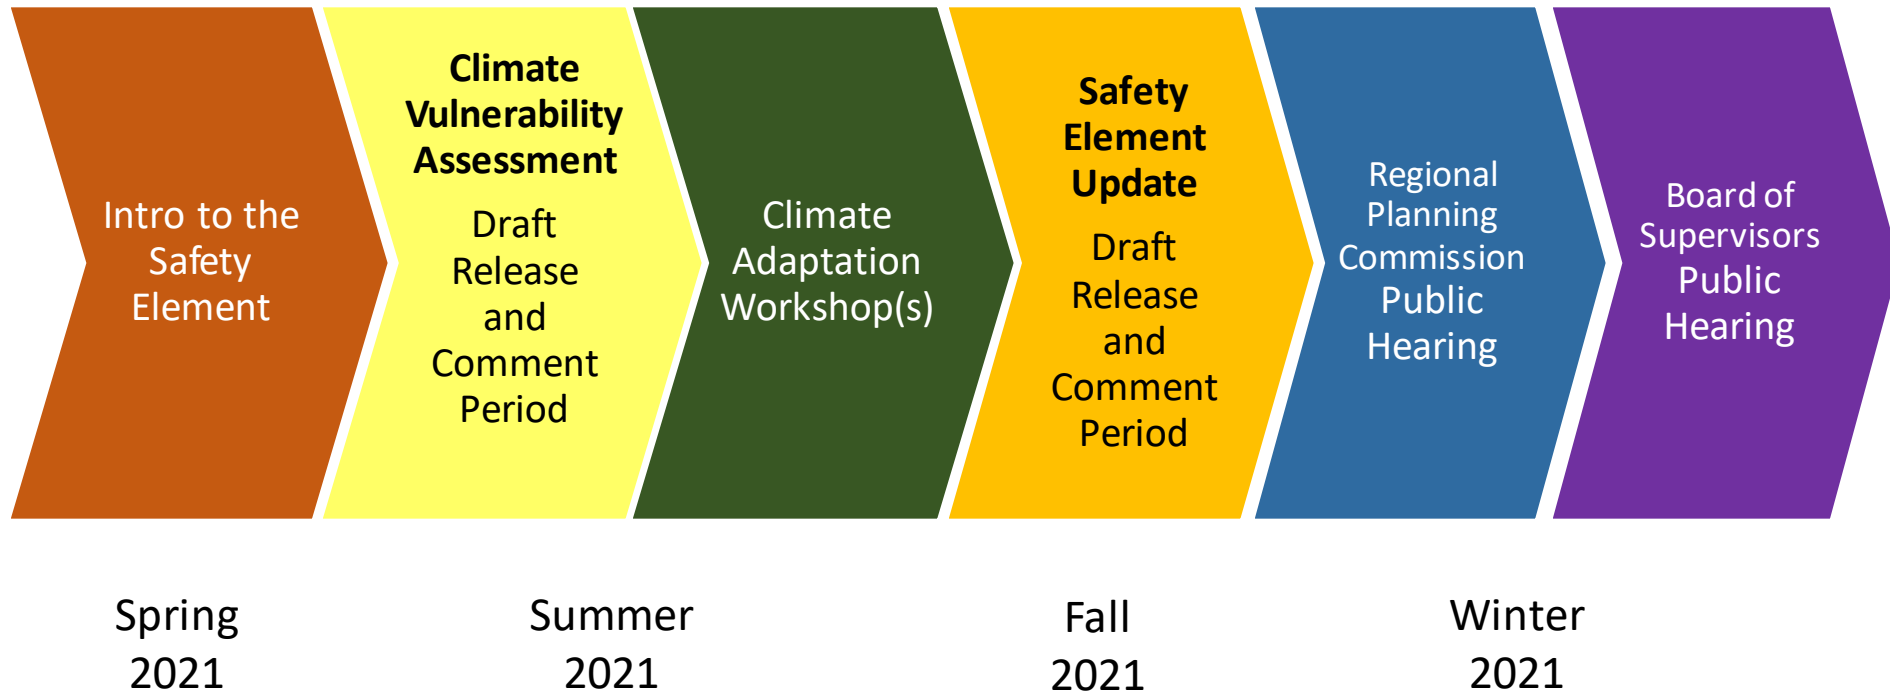 Intro to the
Safety
Element
Climate
Vulnerability
Assessment
Draft
Release
and
Comment
Period
Climate
Adaptation
Workshop(s)
Safety
Element
Update
Draft
Release
and
Comment
Period
Regional
Planning
Commission
Public
Hearing
Board of
Supervisors
Public
Hearing
Spring
2021
Summer
2021
Fall
2021
Winter
2021